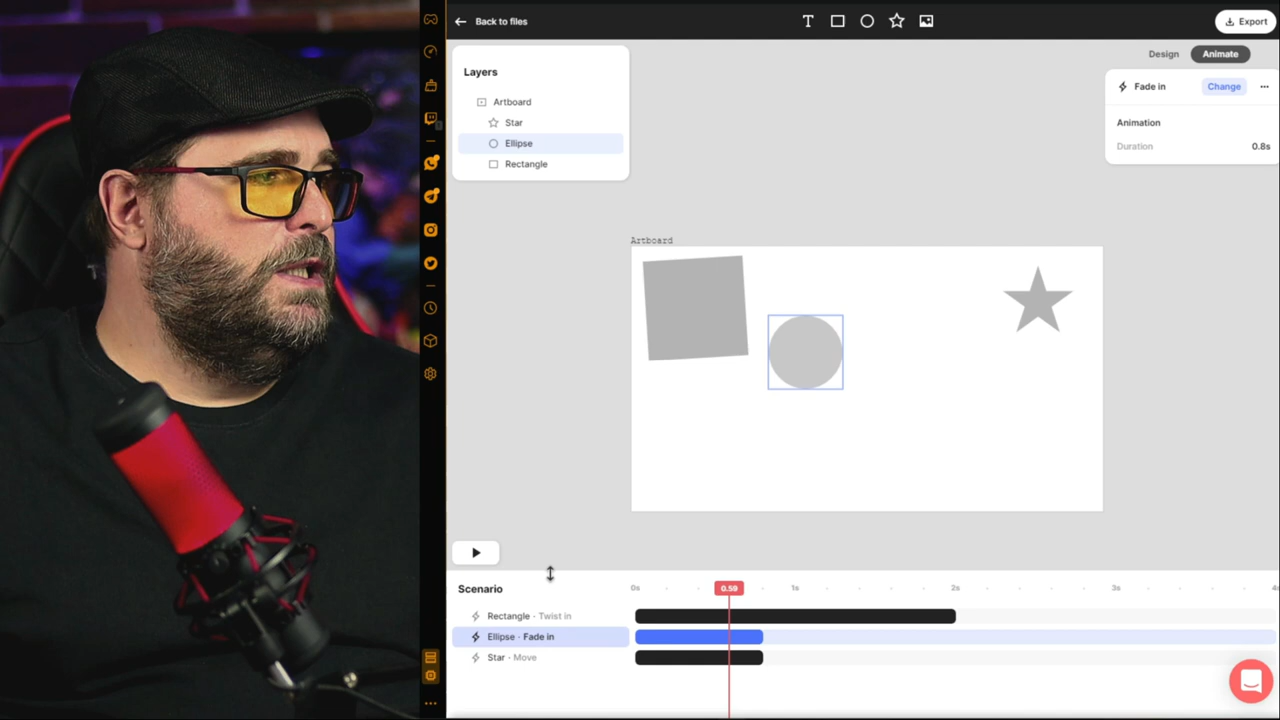 Back to files
Export
Design
Animate
Layers
Artboard
Star
Ellipse
Rectangle
Fade in
Change
Animation
Duration 0.8s
Artboard
Scenario
0s
0.59
1s
2s
3s
Rectangle · Twist in
Ellipse · Fade in
Star · Move